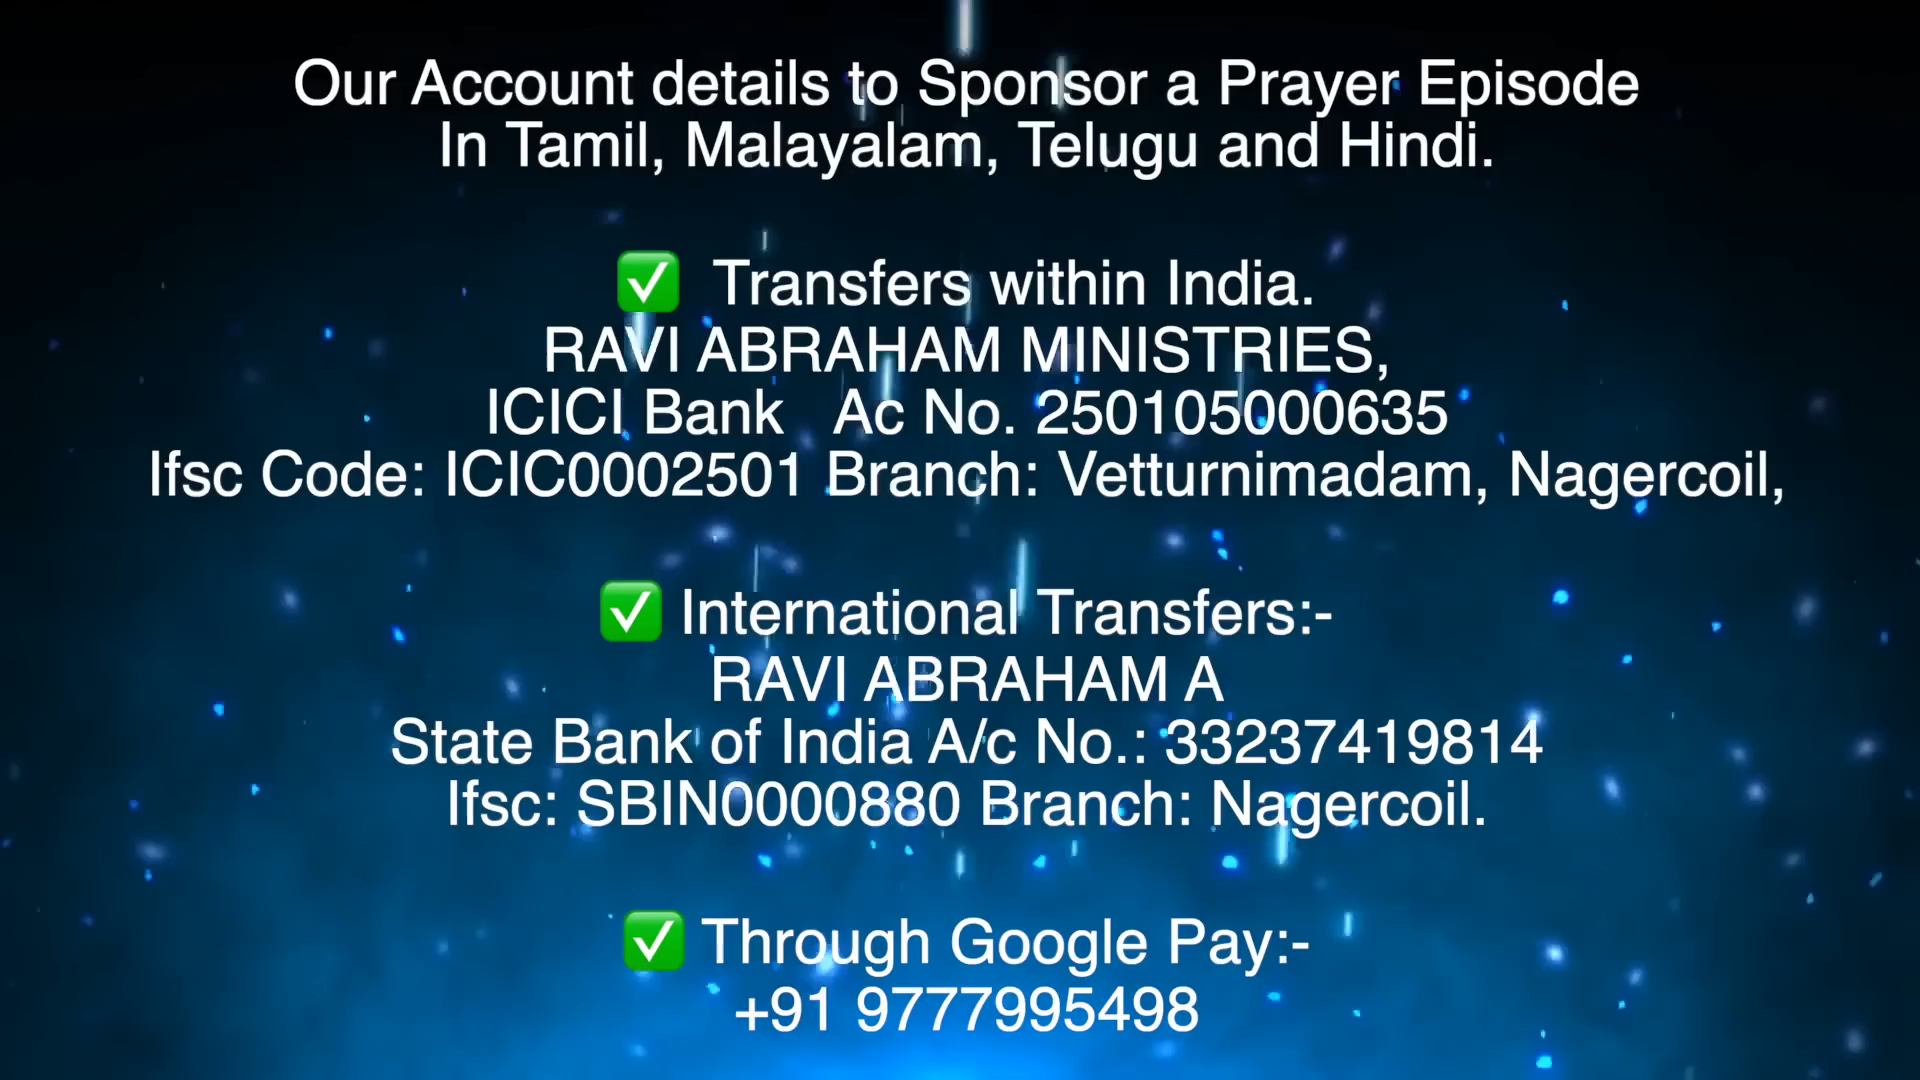 Our Account details to Sponsor a Prayer Episode
In Tamil, Malayalam, Telugu and Hindi.
✅ Transfers within India.
RAVI ABRAHAM MINISTRIES,
ICICI Bank Ac No. 250105000635
Ifsc Code: ICIC0002501 Branch: Vetturnimadam, Nagercoil,
✅ International Transfers:-
RAVI ABRAHAM A
State Bank of India A/c No.: 33237419814
Ifsc: SBIN0000880 Branch: Nagercoil.
✅ Through Google Pay:-
+91 9777995498